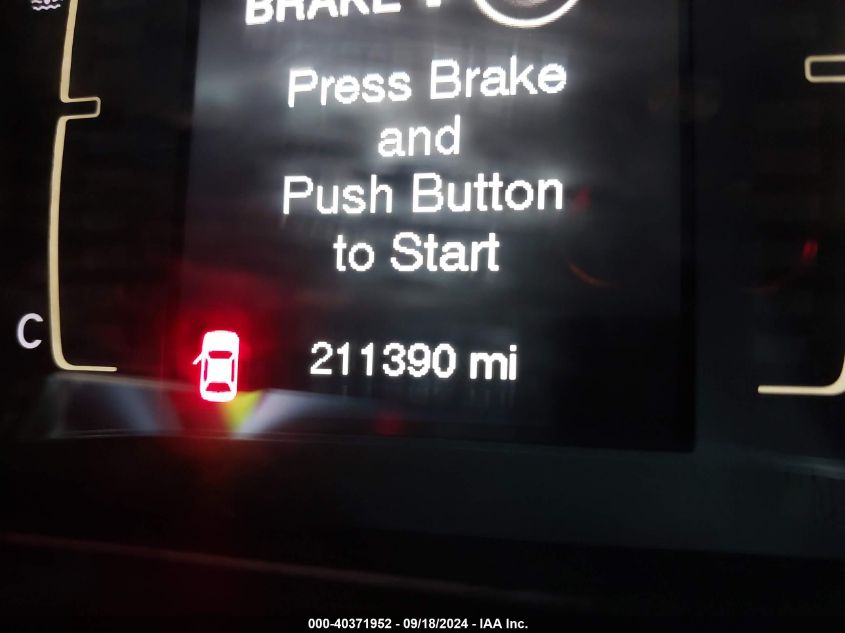 BRAKE
Press Brake
and
Push Button
to Start
C
211390 mi
000-40371952 - 09/18/2024 - IAA Inc.